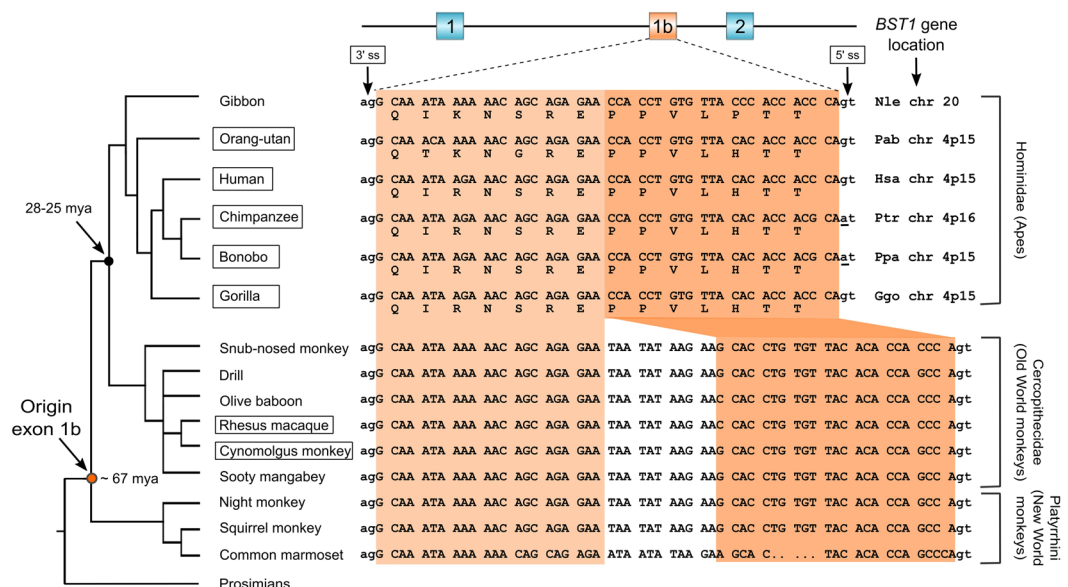 1 1b 2
BST1 gene
location
3' ss
5' ss
Gibbon agG CAA ATA AAA AAC AGC AGA GAA CCA CCT GTG TTA CCC ACC ACC CAgt Nle chr 20
Q I K N S R E P P V L P T T
Orang-utan agG CAA ACA AAA AAC GGC AGA GAA CCA CCT GTG TTA CAC ACC ACC CAgt Pab chr 4p15
Q T K N G R E P P V L H T T
Human agG CAA ATA AGA AAC AGC AGA GAA CCA CCT GTG TTA CAC ACC ACC CAgt Hsa chr 4p15
Q I R N S R E P P V L H T T
28-25 mya
Chimpanzee agG CAA ATA AGA AAC AGC AGA GAA CCA CCT GTG TTA CAC ACC ACG CAat Ptr chr 4p16
Q I R N S R E P P V L H T T
Bonobo agG CAA ATA AGA AAC AGC AGA GAA CCA CCT GTG TTA CAC ACC ACG CAat Ppa chr 4p15
Q I R N S R E P P V L H T T
Gorilla agG CAA ATA AGA AAC AGC AGA GAA CCA CCT GTG TTA CAC ACC ACC CAgt Ggo chr 4p15
Q I R N S R E P P V L H T T
Hominidae (Apes)
Snub-nosed monkey agG CAA ATA AAA AAC AGC AGA GAA TAA TAT AAG AAG CAC CTG TGT TAC ACA CCA CCC Agt
Drill agG CAA ATA AAA AAC AGC AGA GAA TAA TAT AAG AAG CAC CTG TGT TAC ACA CCA GCC Agt
Olive baboon agG CAA ATA AAA AAC AGC AGA GAA TAA TAT AAG AAC CAC CTG TGT TAC ACA CCA GCC Agt
Rhesus macaque agG CAA ATA AAA AAC AGC AGA GAA TAA TAT AAG AAG CAC CTG TGT TAC ACA CCA GCC Agt
Cynomolgus monkey agG CAA ATA AAA AAC AGC AGA GAA TAA TAT AAG AAG CAC CTG TGT TAC ACA CCA GCC Agt
Sooty mangabey agG CAA ATA AAA AAC AGC AGA GAA TAA TAT AAG AAG CAC CTG TGT TAC ACA CCA GCC Agt
Origin
exon 1b
~ 67 mya
Cercopithecidae
(Old World monkeys)
Night monkey agG CAA ATA AAA AAC AGC AGA GAA TAA TAT AAG AAG CAC CTG TGT TAC ACA CCA GCC Agt
Squirrel monkey agG CAA ATA AAA AAC AGC AGA GAA TAA TAT AAG AAG CAC CTG TGT TAC ACA CCA GCC Agt
Common marmoset agG CAA ATA AAA AAA CAG CAG AGA ATA ATA TAA GAA GCA C.. ... TAC ACA CCA GCCCAgt
Platyrrhini
(New World
monkeys)
Prosimians